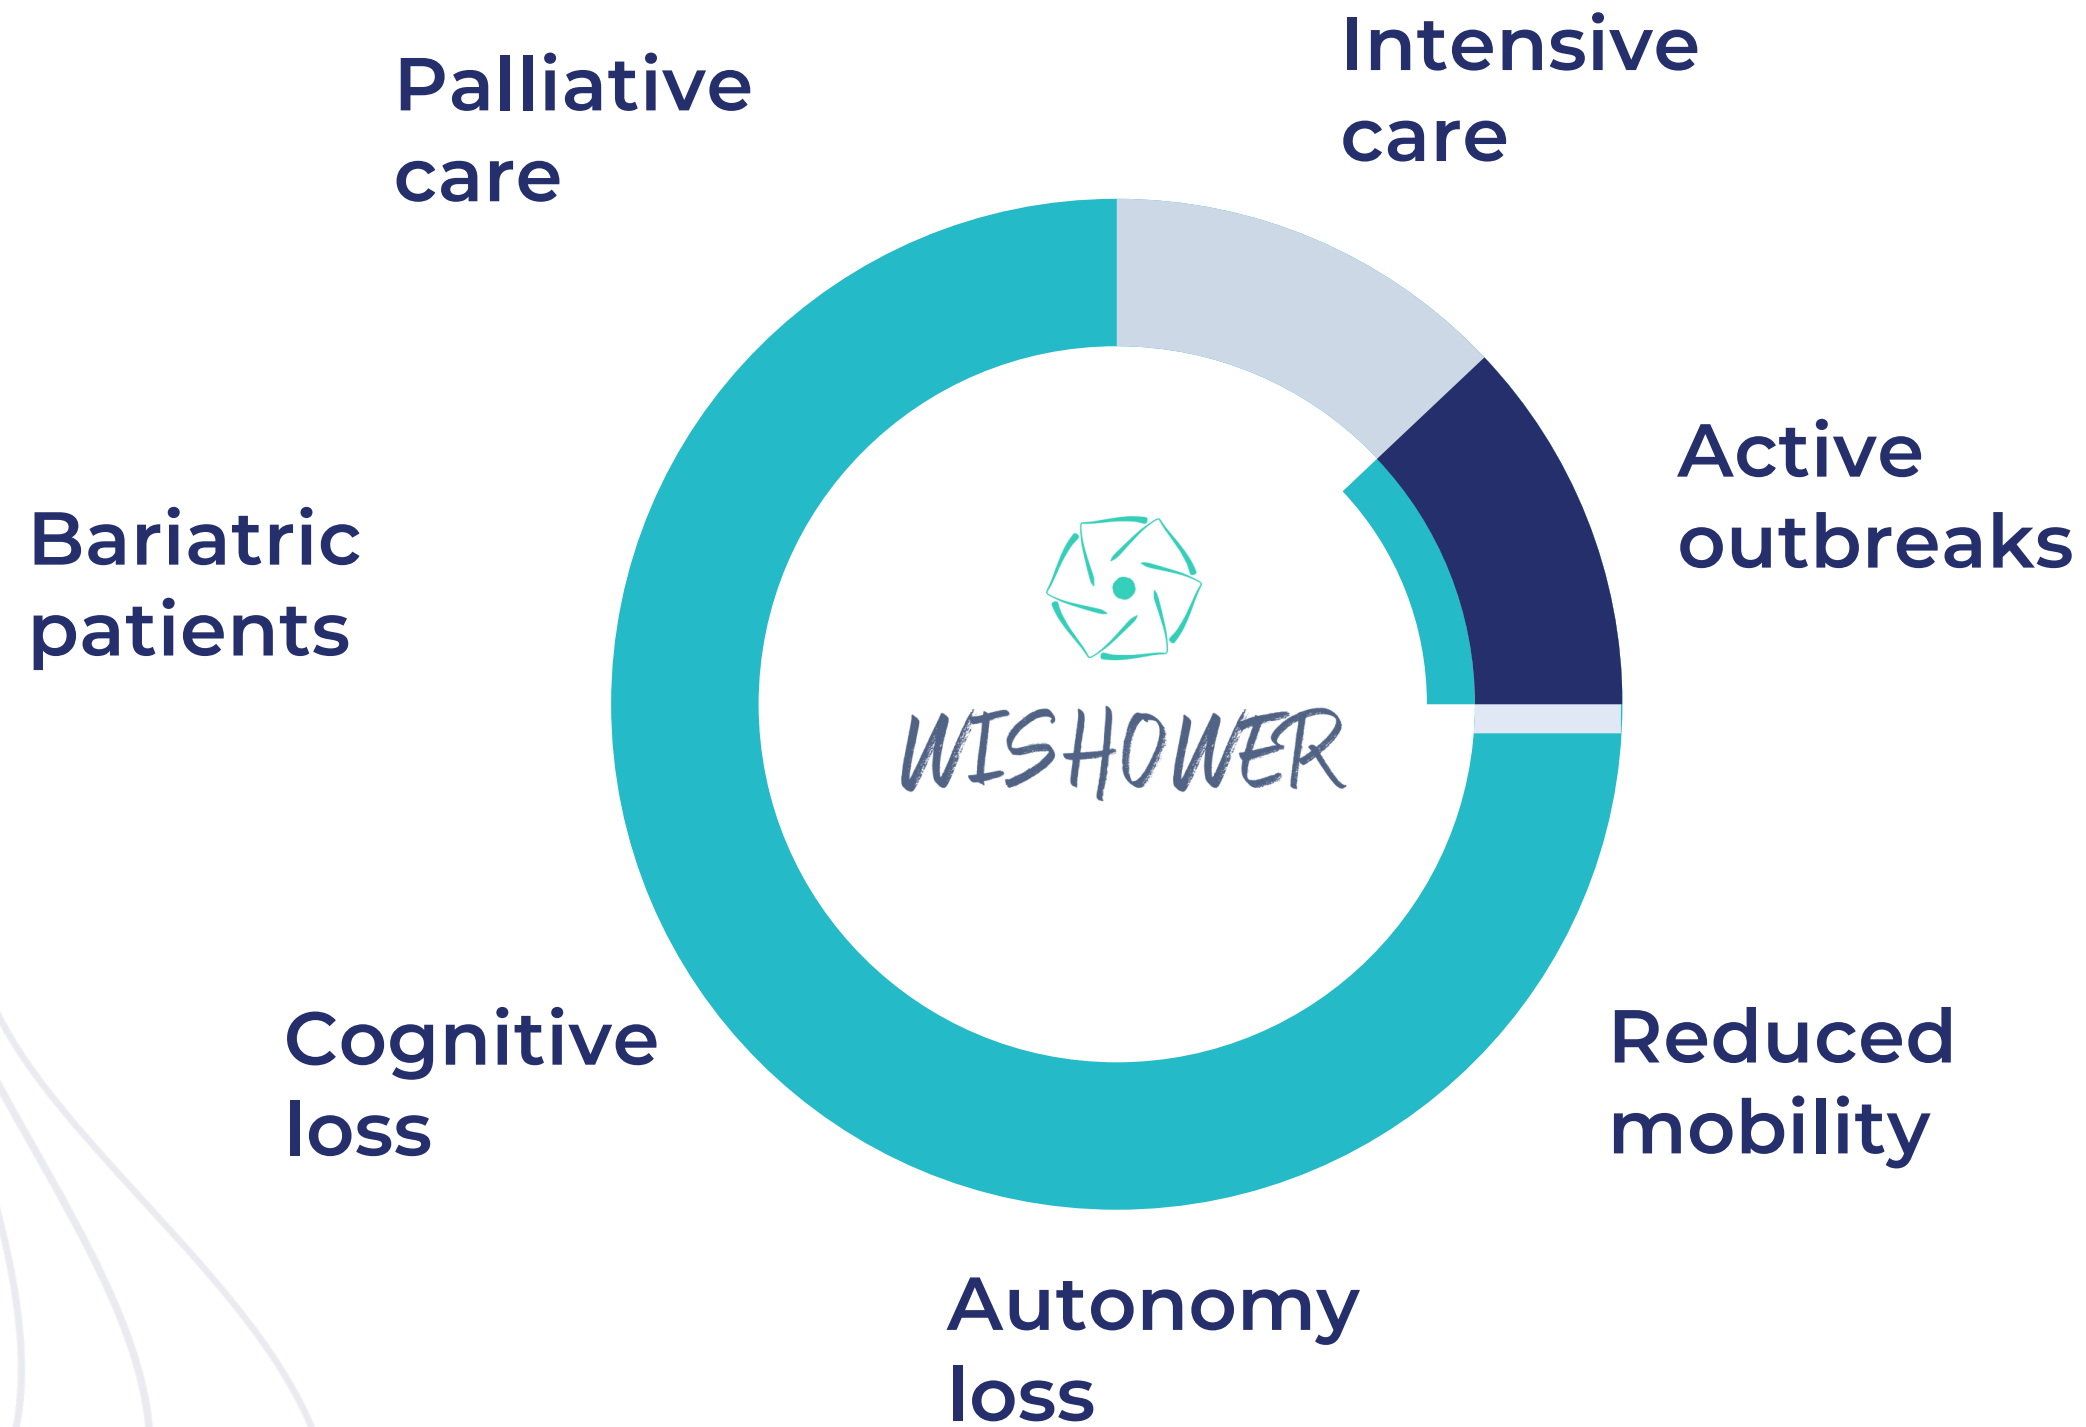 Palliative
care
Intensive
care
Active
outbreaks
Bariatric
patients
WISHOWER
Cognitive
loss
Reduced
mobility
Autonomy
loss